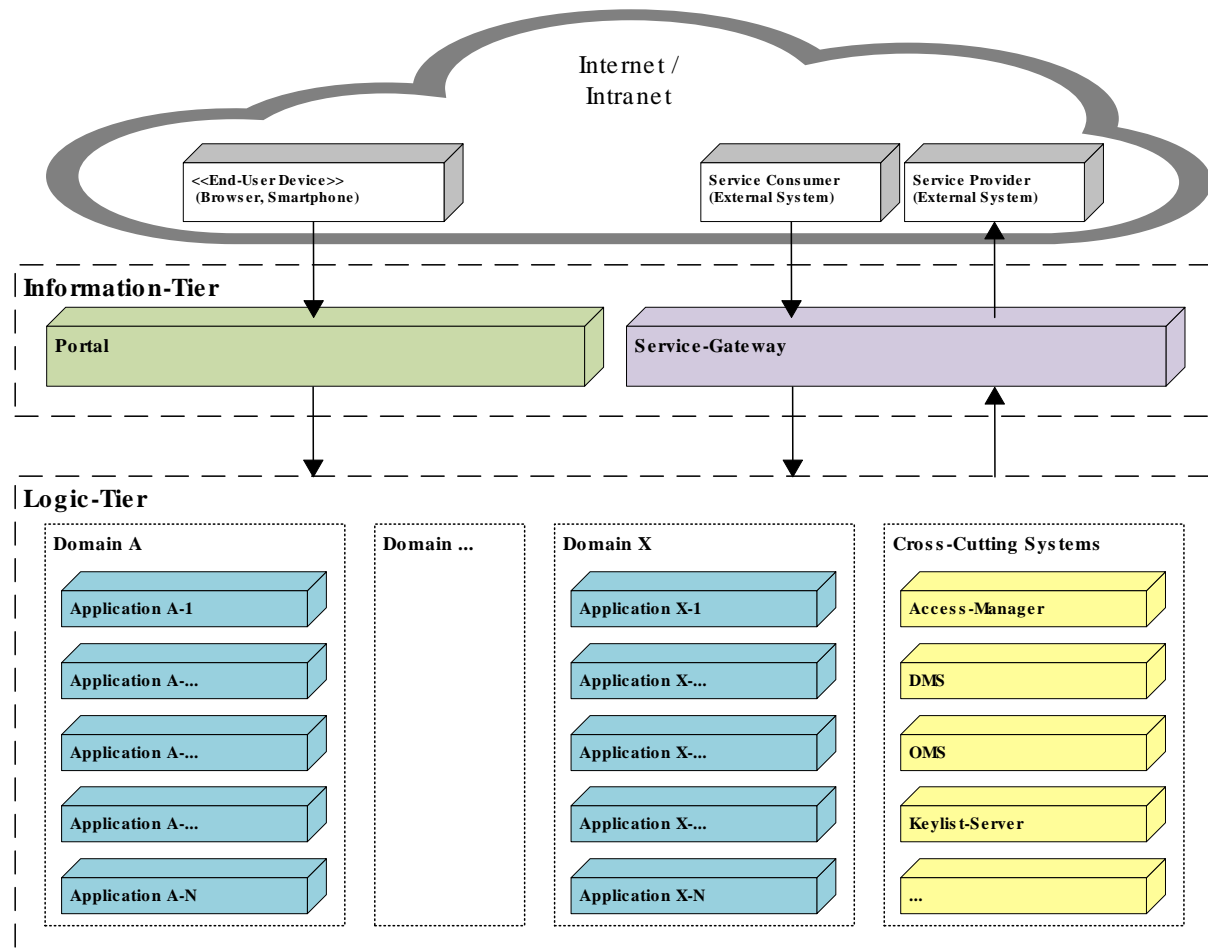 Internet /
Intranet
<<End-User Device>>
(Browser, Smartphone)
Service Consumer
(External System)
Service Provider
(External System)
Information-Tier
Portal
Service-Gateway
Logic-Tier
Domain A
Application A-1
Application A-...
Application A-...
Application A-...
Application A-N
Domain ...
Domain X
Application X-1
Application X-...
Application X-...
Application X-...
Application X-N
Cross-Cutting Systems
Access-Manager
DMS
OMS
Keylist-Server
...